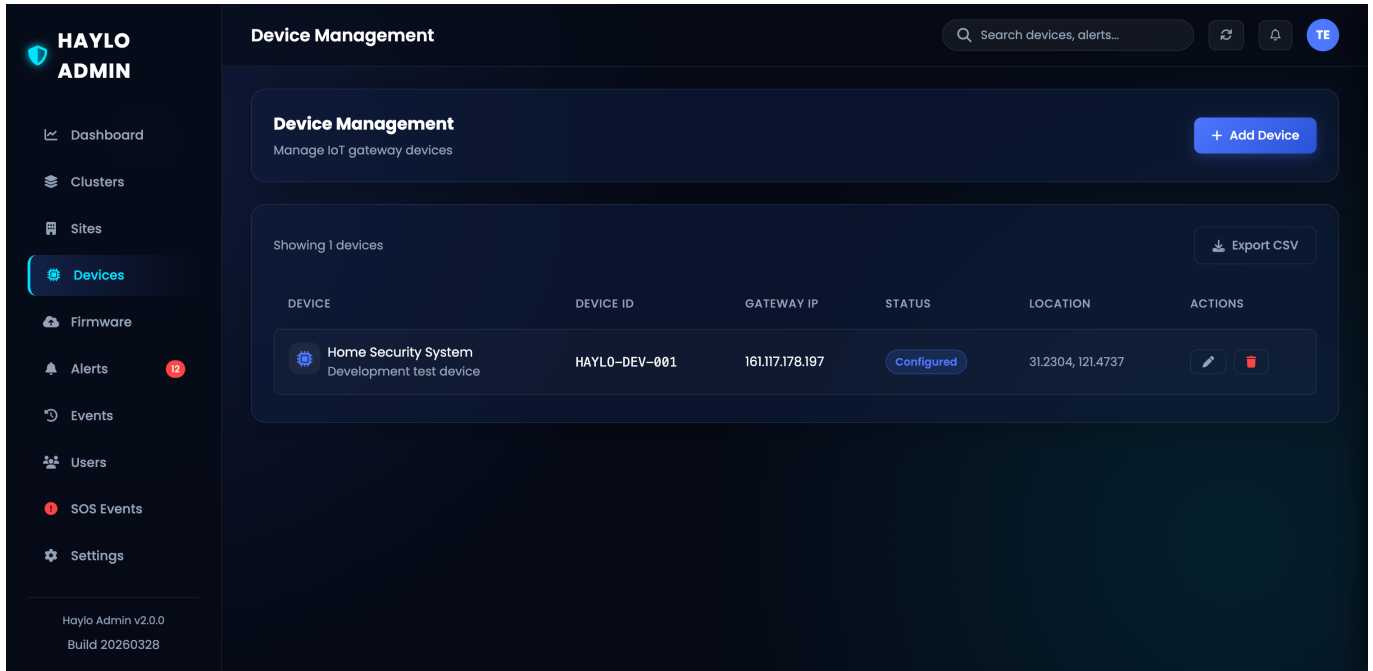 HAYLO
ADMIN
Device Management
Search devices, alerts...
TE
Dashboard
Clusters
Sites
Devices
Firmware
Alerts 12
Events
Users
SOS Events
Settings
Haylo Admin v2.0.0
Build 20260328
Device Management
Manage IoT gateway devices
+ Add Device
Showing 1 devices
Export CSV
DEVICE DEVICE ID GATEWAY IP STATUS LOCATION ACTIONS
Home Security System
Development test device
HAYLO-DEV-001 161.117.178.197 Configured 31.2304, 121.4737